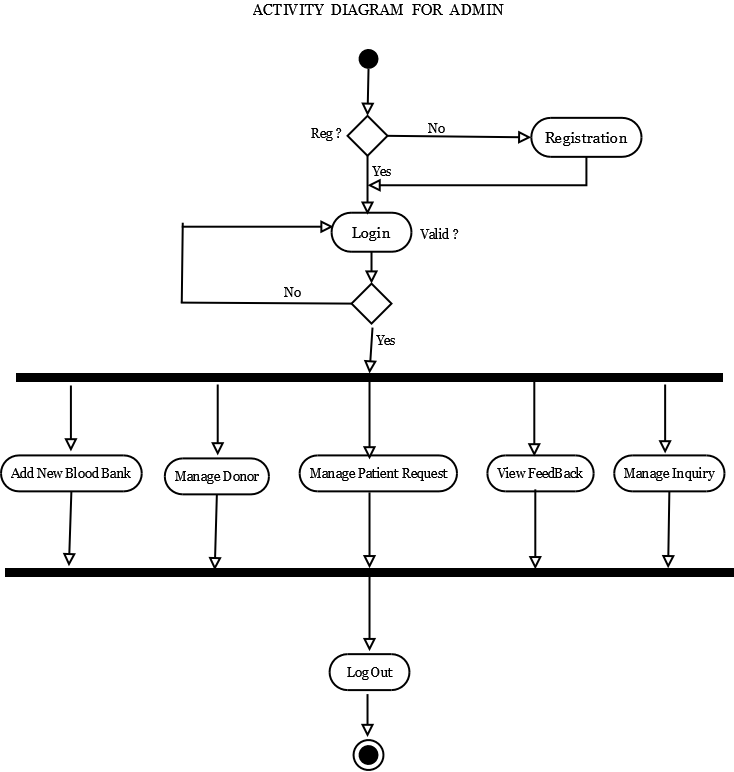 ACTIVITY DIAGRAM FOR ADMIN
Reg ?
No
Registration
Yes
Login
Valid ?
No
Yes
Add New Blood Bank
Manage Donor
Manage Patient Request
View FeedBack
Manage Inquiry
Log Out